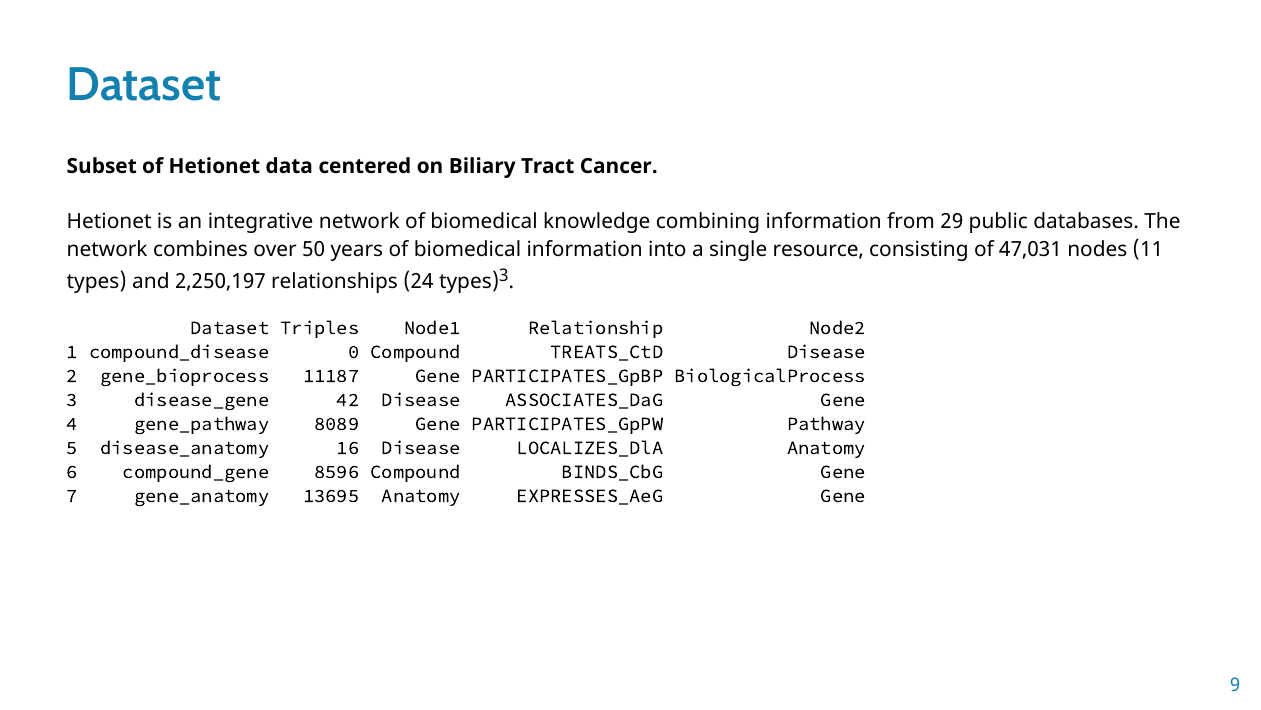 Dataset
Subset of Hetionet data centered on Biliary Tract Cancer.
Hetionet is an integrative network of biomedical knowledge combining information from 29 public databases. The
network combines over 50 years of biomedical information into a single resource, consisting of 47,031 nodes (11
types) and 2,250,197 relationships (24 types)3.
Dataset Triples Node1 Relationship Node2
1 compound_disease 0 Compound TREATS_CtD Disease
2 gene_bioprocess 11187 Gene PARTICIPATES_GpBP BiologicalProcess
3 disease_gene 42 Disease ASSOCIATES_DaG Gene
4 gene_pathway 8089 Gene PARTICIPATES_GpPW Pathway
5 disease_anatomy 16 Disease LOCALIZES_DlA Anatomy
6 compound_gene 8596 Compound BINDS_CbG Gene
7 gene_anatomy 13695 Anatomy EXPRESSES_AeG Gene
9